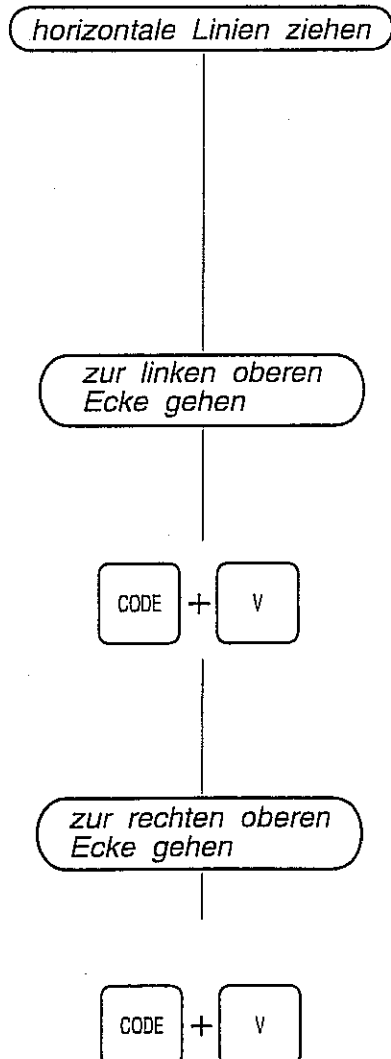 horizontale Linien ziehen
zur linken oberen
Ecke gehen
CODE + V
zur rechten oberen
Ecke gehen
CODE + V